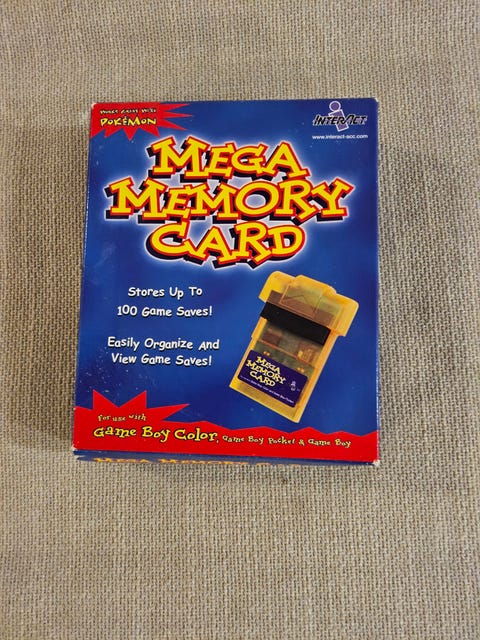 Works Great With
POKÉMON
INTERACT
www.interact-acc.com
MEGA
MEMORY
CARD
Stores Up To
100 Game Saves!
Easily Organize And
View Game Saves!
MEGA
MEMORY
CARD
For use with
Game Boy Color, Game Boy Pocket & Game Boy